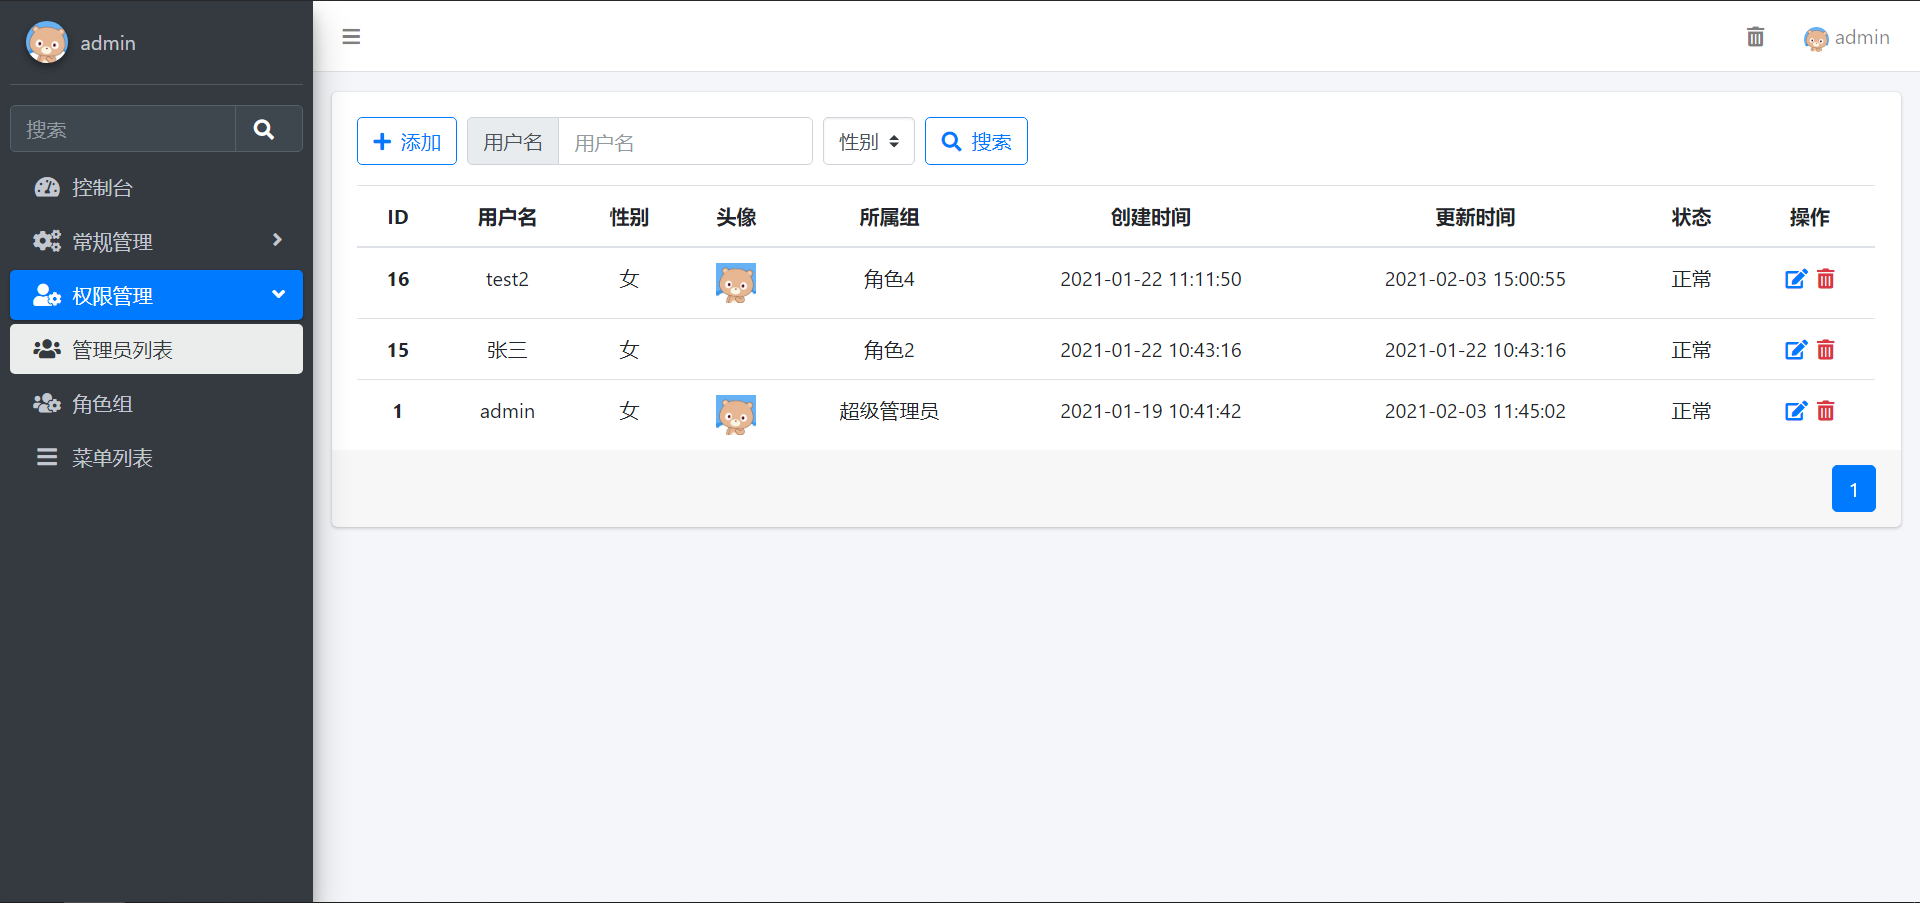 admin
搜索
控制台
常规管理
权限管理
管理员列表
角色组
菜单列表
admin
添加 用户名 用户名 性别 搜索
ID 用户名 性别 头像 所属组 创建时间 更新时间 状态 操作
16 test2 女 角色4 2021-01-22 11:11:50 2021-02-03 15:00:55 正常
15 张三 女 角色2 2021-01-22 10:43:16 2021-01-22 10:43:16 正常
1 admin 女 超级管理员 2021-01-19 10:41:42 2021-02-03 11:45:02 正常
1